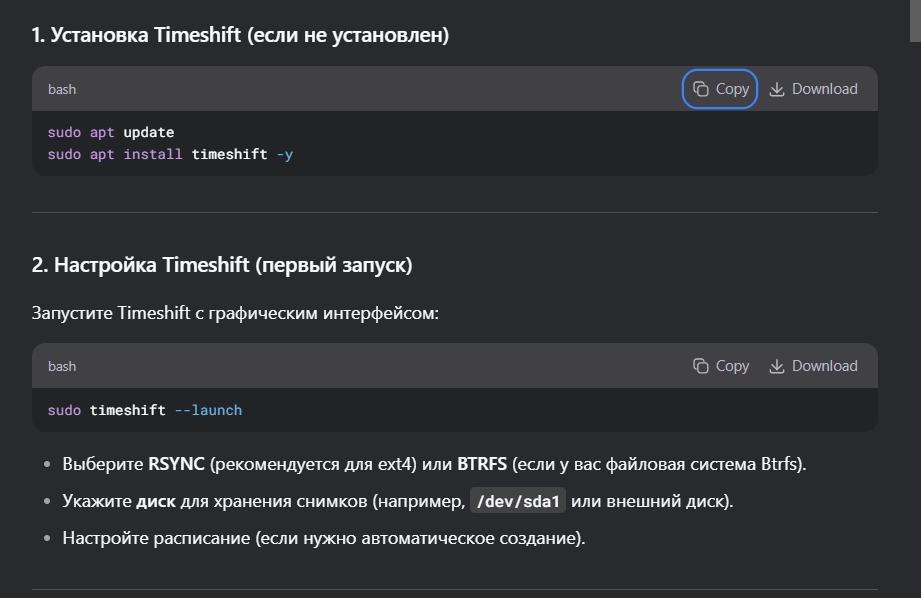 1. Установка Timeshift (если не установлен)
bash
Copy
Download
sudo apt update
sudo apt install timeshift -y
2. Настройка Timeshift (первый запуск)
Запустите Timeshift с графическим интерфейсом:
bash
Copy
Download
sudo timeshift --launch
Выберите RSYNC (рекомендуется для ext4) или BTRFS (если у вас файловая система Btrfs).
Укажите диск для хранения снимков (например, /dev/sda1 или внешний диск).
Настройте расписание (если нужно автоматическое создание).